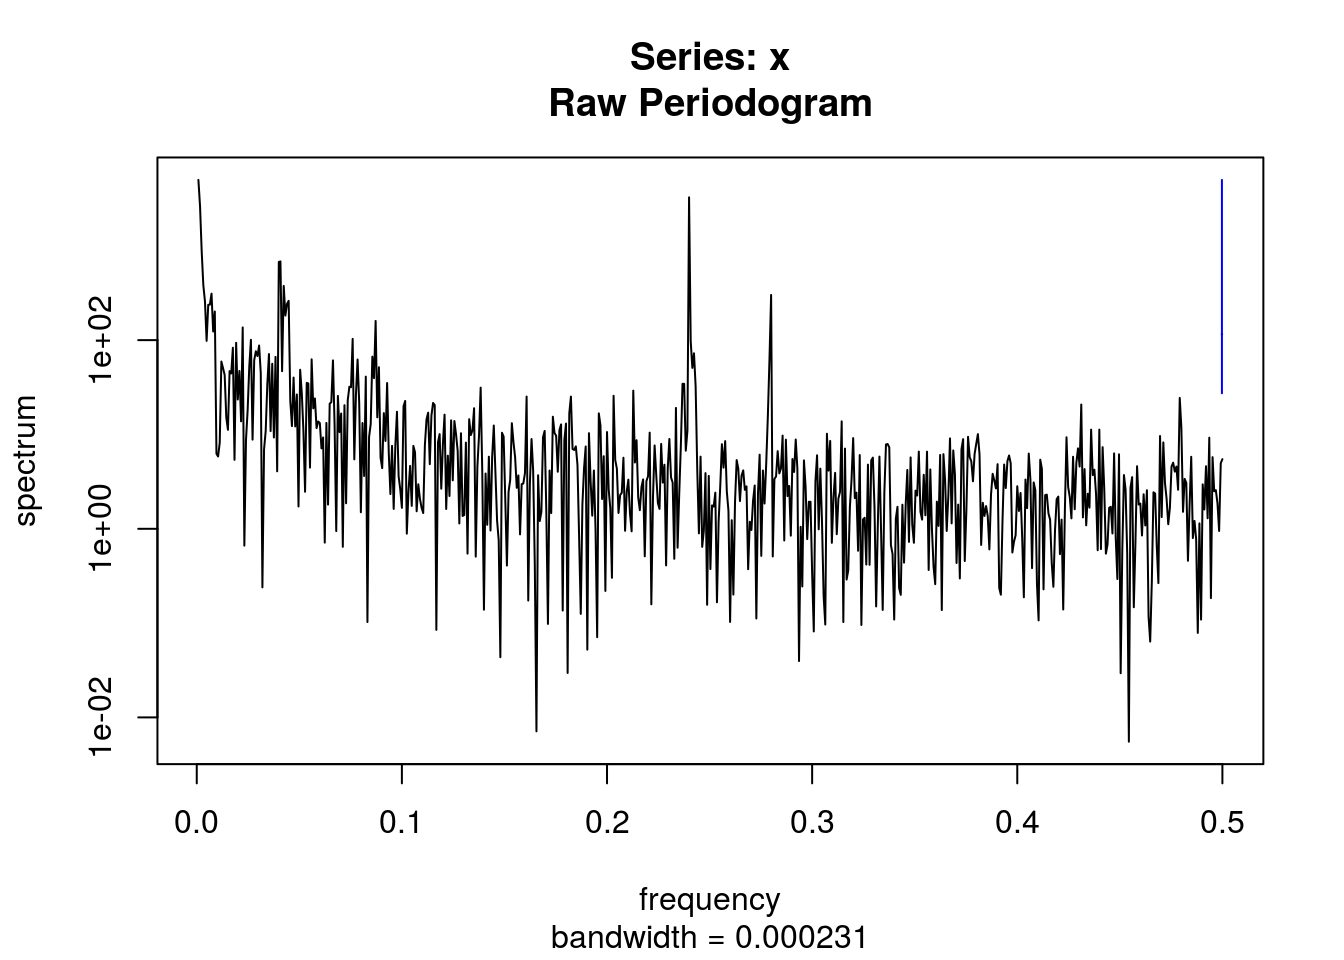 Series: x
Raw Periodogram
spectrum
1e+02
1e+00
1e-02
0.0 0.1 0.2 0.3 0.4 0.5
frequency
bandwidth = 0.000231